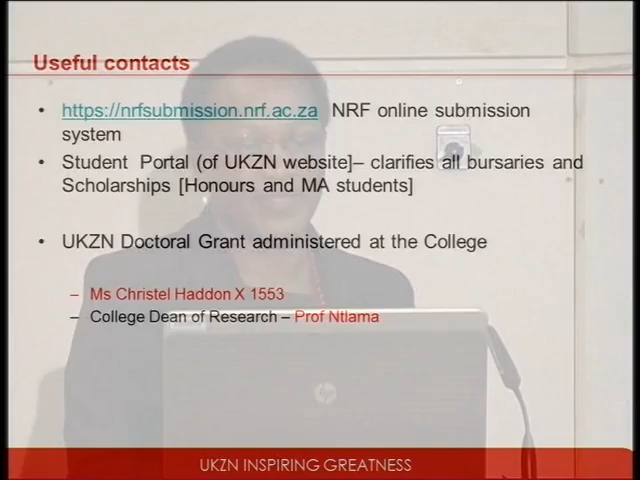 Useful contacts
• https://nrfsubmission.nrf.ac.za NRF online submission
system
• Student Portal (of UKZN website]– clarifies all bursaries and
Scholarships [Honours and MA students]
• UKZN Doctoral Grant administered at the College
– Ms Christel Haddon X 1553
– College Dean of Research – Prof Ntlama
hp
UKZN INSPIRING GREATNESS